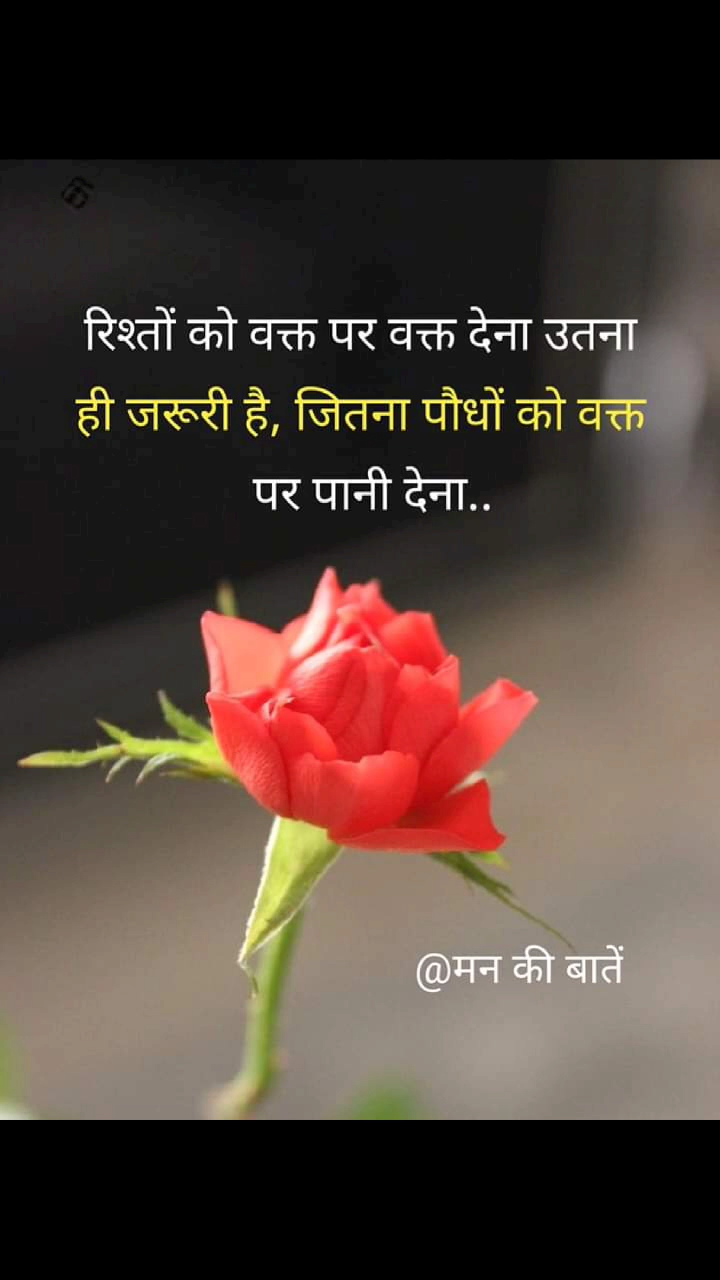 रिश्तों को वक्त पर वक्त देना उतना
ही जरूरी है, जितना पौधों को वक्त
पर पानी देना..
@मन की बातें